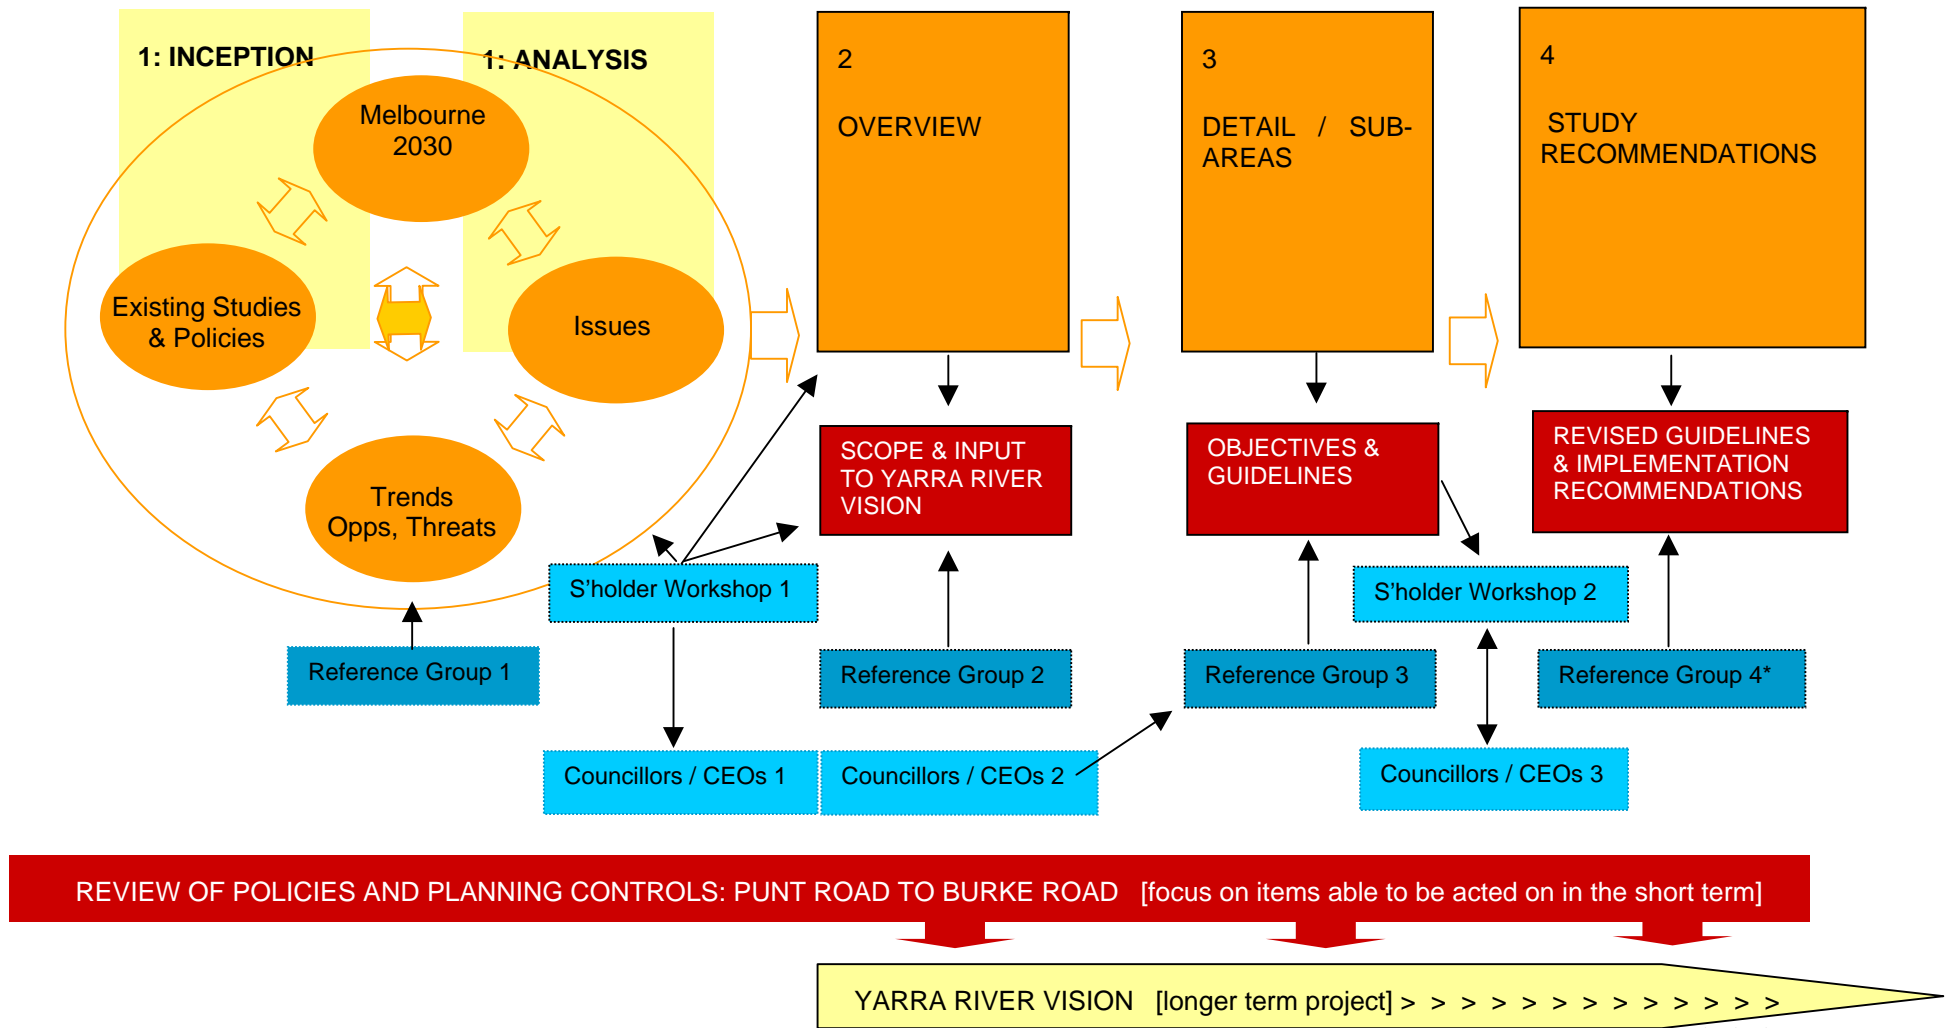 1: INCEPTION
1: ANALYSIS
Melbourne
2030
Existing Studies
& Policies
Issues
Trends
Opps, Threats
2
OVERVIEW
3
DETAIL / SUB-
AREAS
4
STUDY
RECOMMENDATIONS
SCOPE & INPUT
TO YARRA RIVER
VISION
OBJECTIVES &
GUIDELINES
REVISED GUIDELINES
& IMPLEMENTATION
RECOMMENDATIONS
S'holder Workshop 1
S'holder Workshop 2
Reference Group 1
Reference Group 2
Reference Group 3
Reference Group 4*
Councillors / CEOs 1
Councillors / CEOs 2
Councillors / CEOs 3
REVIEW OF POLICIES AND PLANNING CONTROLS: PUNT ROAD TO BURKE ROAD [focus on items able to be acted on in the short term]
YARRA RIVER VISION [longer term project] > > > > > > > > > > > > >